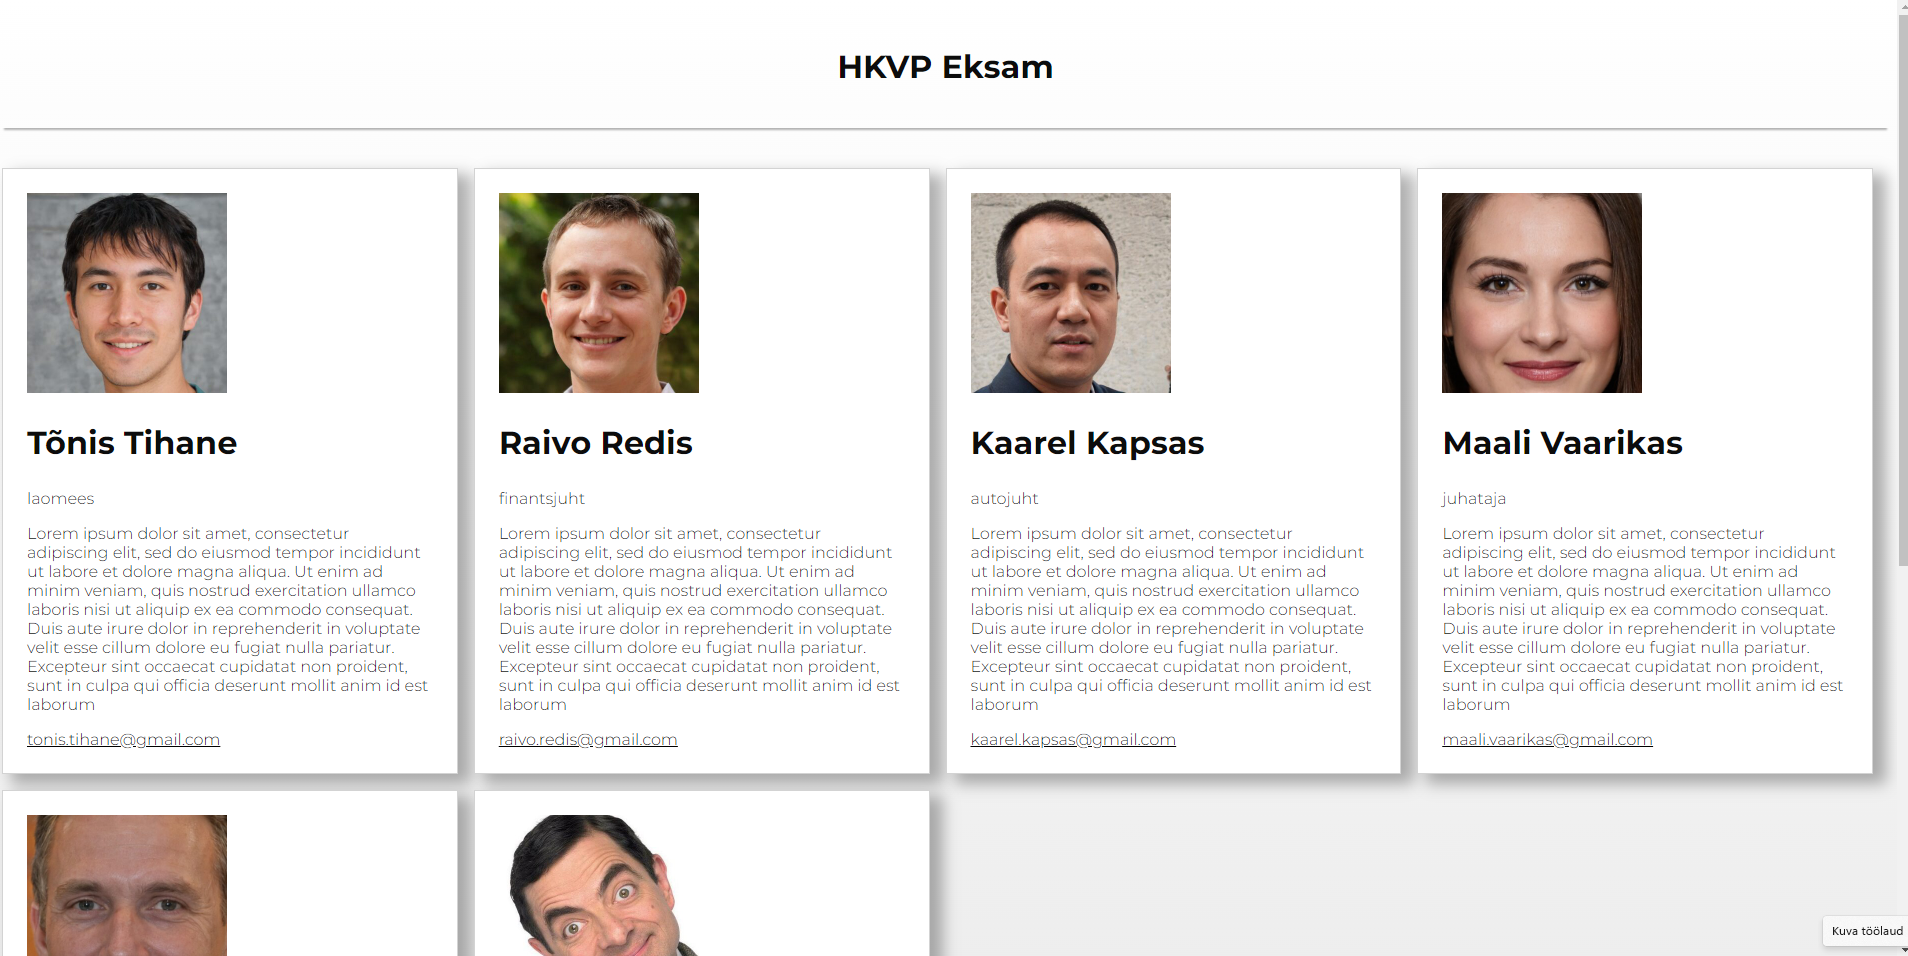 HKVP Eksam
Tõnis Tihane
laomees
Lorem ipsum dolor sit amet, consectetur
adipiscing elit, sed do eiusmod tempor incididunt
ut labore et dolore magna aliqua. Ut enim ad
minim veniam, quis nostrud exercitation ullamco
laboris nisi ut aliquip ex ea commodo consequat.
Duis aute irure dolor in reprehenderit in voluptate
velit esse cillum dolore eu fugiat nulla pariatur.
Excepteur sint occaecat cupidatat non proident,
sunt in culpa qui officia deserunt mollit anim id est
laborum
tonis.tihane@gmail.com
Raivo Redis
finantsjuht
Lorem ipsum dolor sit amet, consectetur
adipiscing elit, sed do eiusmod tempor incididunt
ut labore et dolore magna aliqua. Ut enim ad
minim veniam, quis nostrud exercitation ullamco
laboris nisi ut aliquip ex ea commodo consequat.
Duis aute irure dolor in reprehenderit in voluptate
velit esse cillum dolore eu fugiat nulla pariatur.
Excepteur sint occaecat cupidatat non proident,
sunt in culpa qui officia deserunt mollit anim id est
laborum
raivo.redis@gmail.com
Kaarel Kapsas
autojuht
Lorem ipsum dolor sit amet, consectetur
adipiscing elit, sed do eiusmod tempor incididunt
ut labore et dolore magna aliqua. Ut enim ad
minim veniam, quis nostrud exercitation ullamco
laboris nisi ut aliquip ex ea commodo consequat.
Duis aute irure dolor in reprehenderit in voluptate
velit esse cillum dolore eu fugiat nulla pariatur.
Excepteur sint occaecat cupidatat non proident,
sunt in culpa qui officia deserunt mollit anim id est
laborum
kaarel.kapsas@gmail.com
Maali Vaarikas
juhataja
Lorem ipsum dolor sit amet, consectetur
adipiscing elit, sed do eiusmod tempor incididunt
ut labore et dolore magna aliqua. Ut enim ad
minim veniam, quis nostrud exercitation ullamco
laboris nisi ut aliquip ex ea commodo consequat.
Duis aute irure dolor in reprehenderit in voluptate
velit esse cillum dolore eu fugiat nulla pariatur.
Excepteur sint occaecat cupidatat non proident,
sunt in culpa qui officia deserunt mollit anim id est
laborum
maali.vaarikas@gmail.com
Kuva töölaud